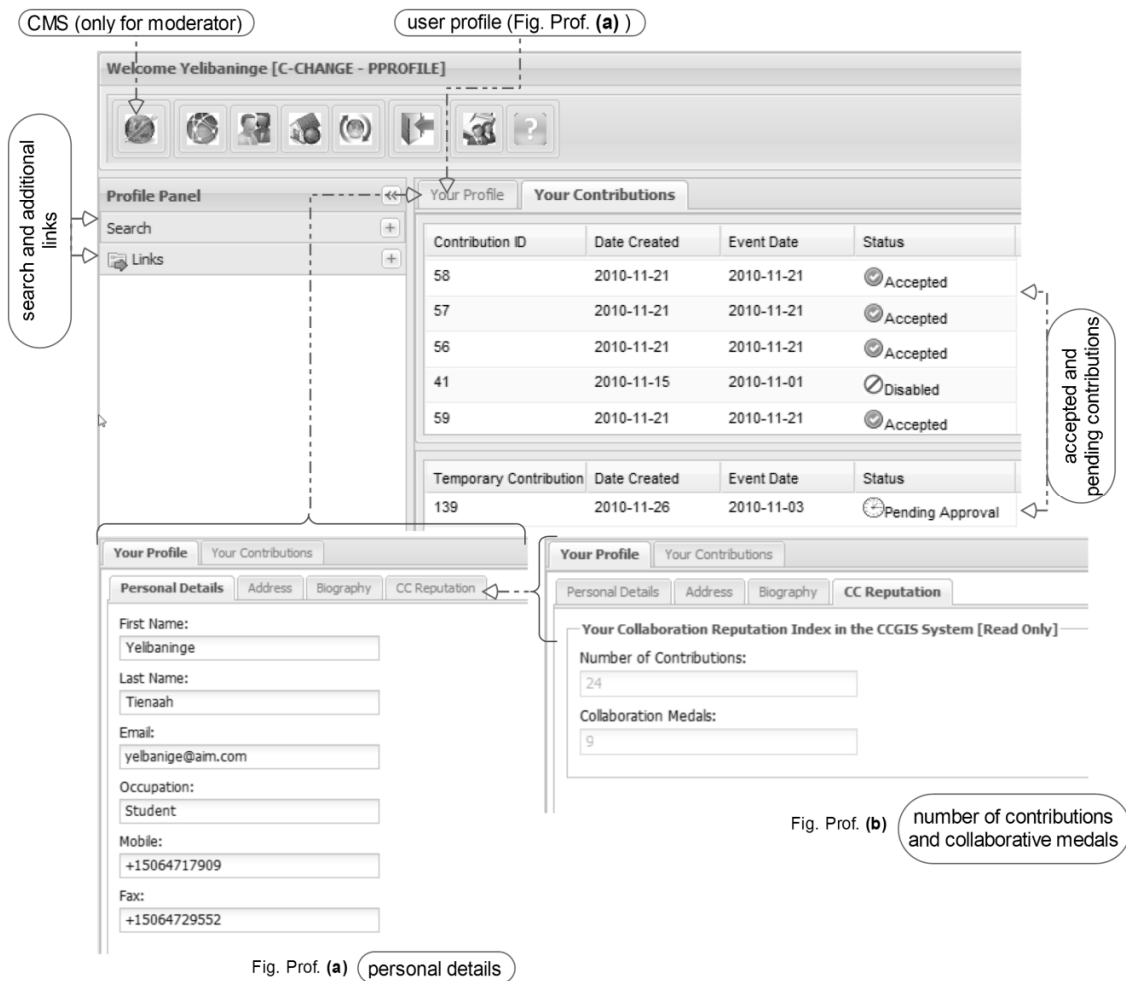 CMS (only for moderator)
user profile (Fig. Prof. (a) )
Welcome Yelibaninge [C-CHANGE - PPROFILE]
search and additional
links
Profile Panel
Search
Links
Your Profile
Your Contributions
Contribution ID Date Created Event Date Status
58 2010-11-21 2010-11-21 Accepted
57 2010-11-21 2010-11-21 Accepted
56 2010-11-21 2010-11-21 Accepted
41 2010-11-15 2010-11-01 Disabled
59 2010-11-21 2010-11-21 Accepted
Temporary Contribution Date Created Event Date Status
139 2010-11-26 2010-11-03 Pending Approval
accepted and
pending contributions
Your Profile Your Contributions
Personal Details Address Biography CC Reputation
First Name:
Yelibaninge
Last Name:
Tienaah
Email:
yelbanige@aim.com
Occupation:
Student
Mobile:
+15064717909
Fax:
+15064729552
Fig. Prof. (a) personal details
Your Profile Your Contributions
Personal Details Address Biography CC Reputation
Your Collaboration Reputation Index in the CCGIS System [Read Only]
Number of Contributions:
24
Collaboration Medals:
9
Fig. Prof. (b) number of contributions
and collaborative medals